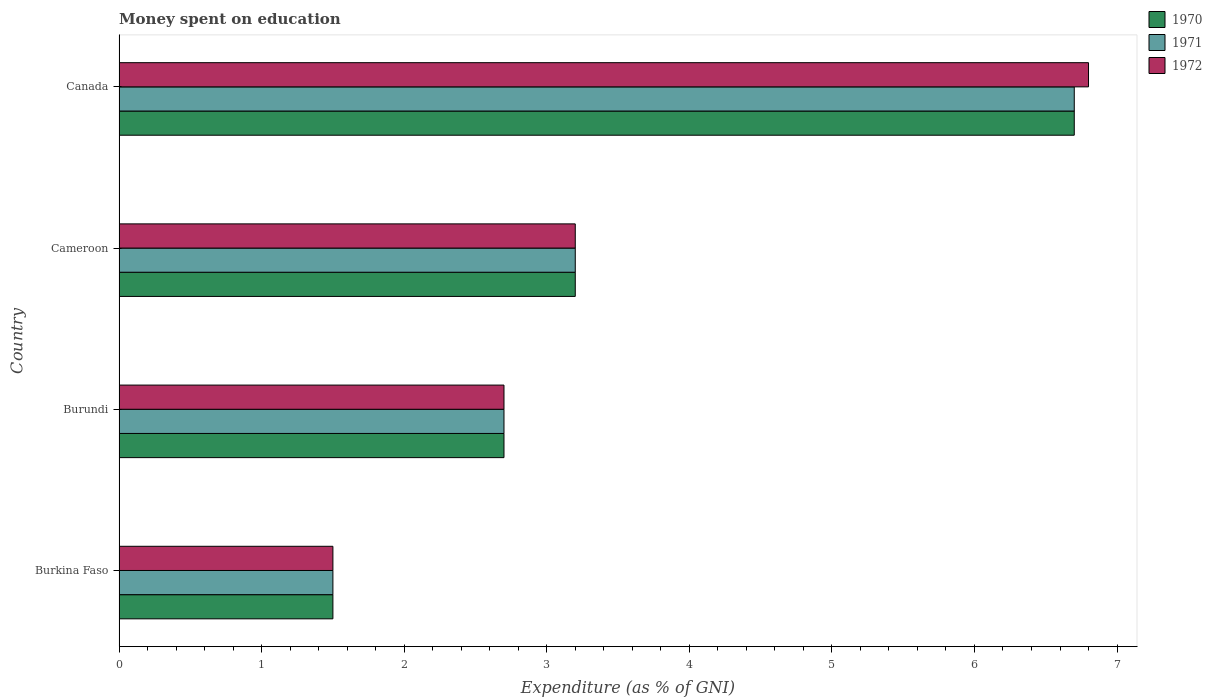 Money spent on education
1970
1971
1972
Canada
Cameroon
Burundi
Burkina Faso
Country
0 1 2 3 4 5 6 7
Expenditure (as % of GNI)